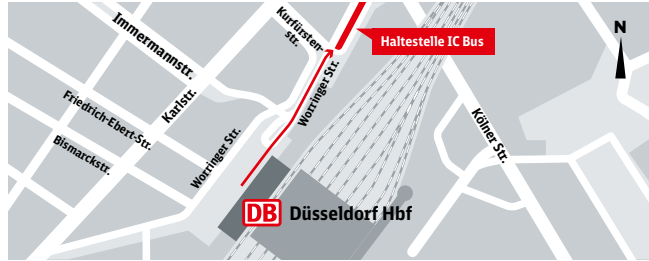 Immermannstr.
Kurfürsten-
str.
Haltestelle IC Bus
N
Karlstr.
Worringer Str.
Friedrich-Ebert-Str.
Kölner Str.
Bismarckstr.
Worringer Str.
DB Düsseldorf Hbf